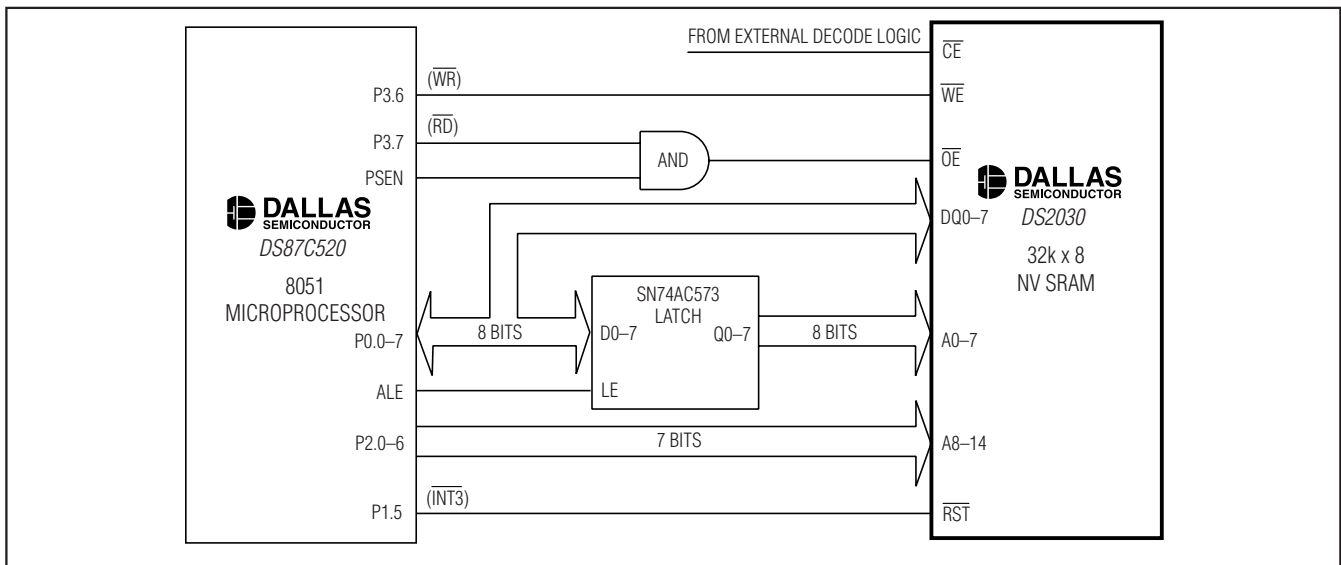 FROM EXTERNAL DECODE LOGIC
CE
(WR)
P3.6
WE
(RD)
P3.7
AND
OE
PSEN
DALLAS
SEMICONDUCTOR
DS87C520
8051
MICROPROCESSOR
DALLAS
SEMICONDUCTOR
DS2030
DQ0–7
32k x 8
NV SRAM
SN74AC573
LATCH
P0.0–7
8 BITS
D0–7
Q0–7
8 BITS
A0–7
ALE
LE
P2.0–6
7 BITS
A8–14
(INT3)
P1.5
RST